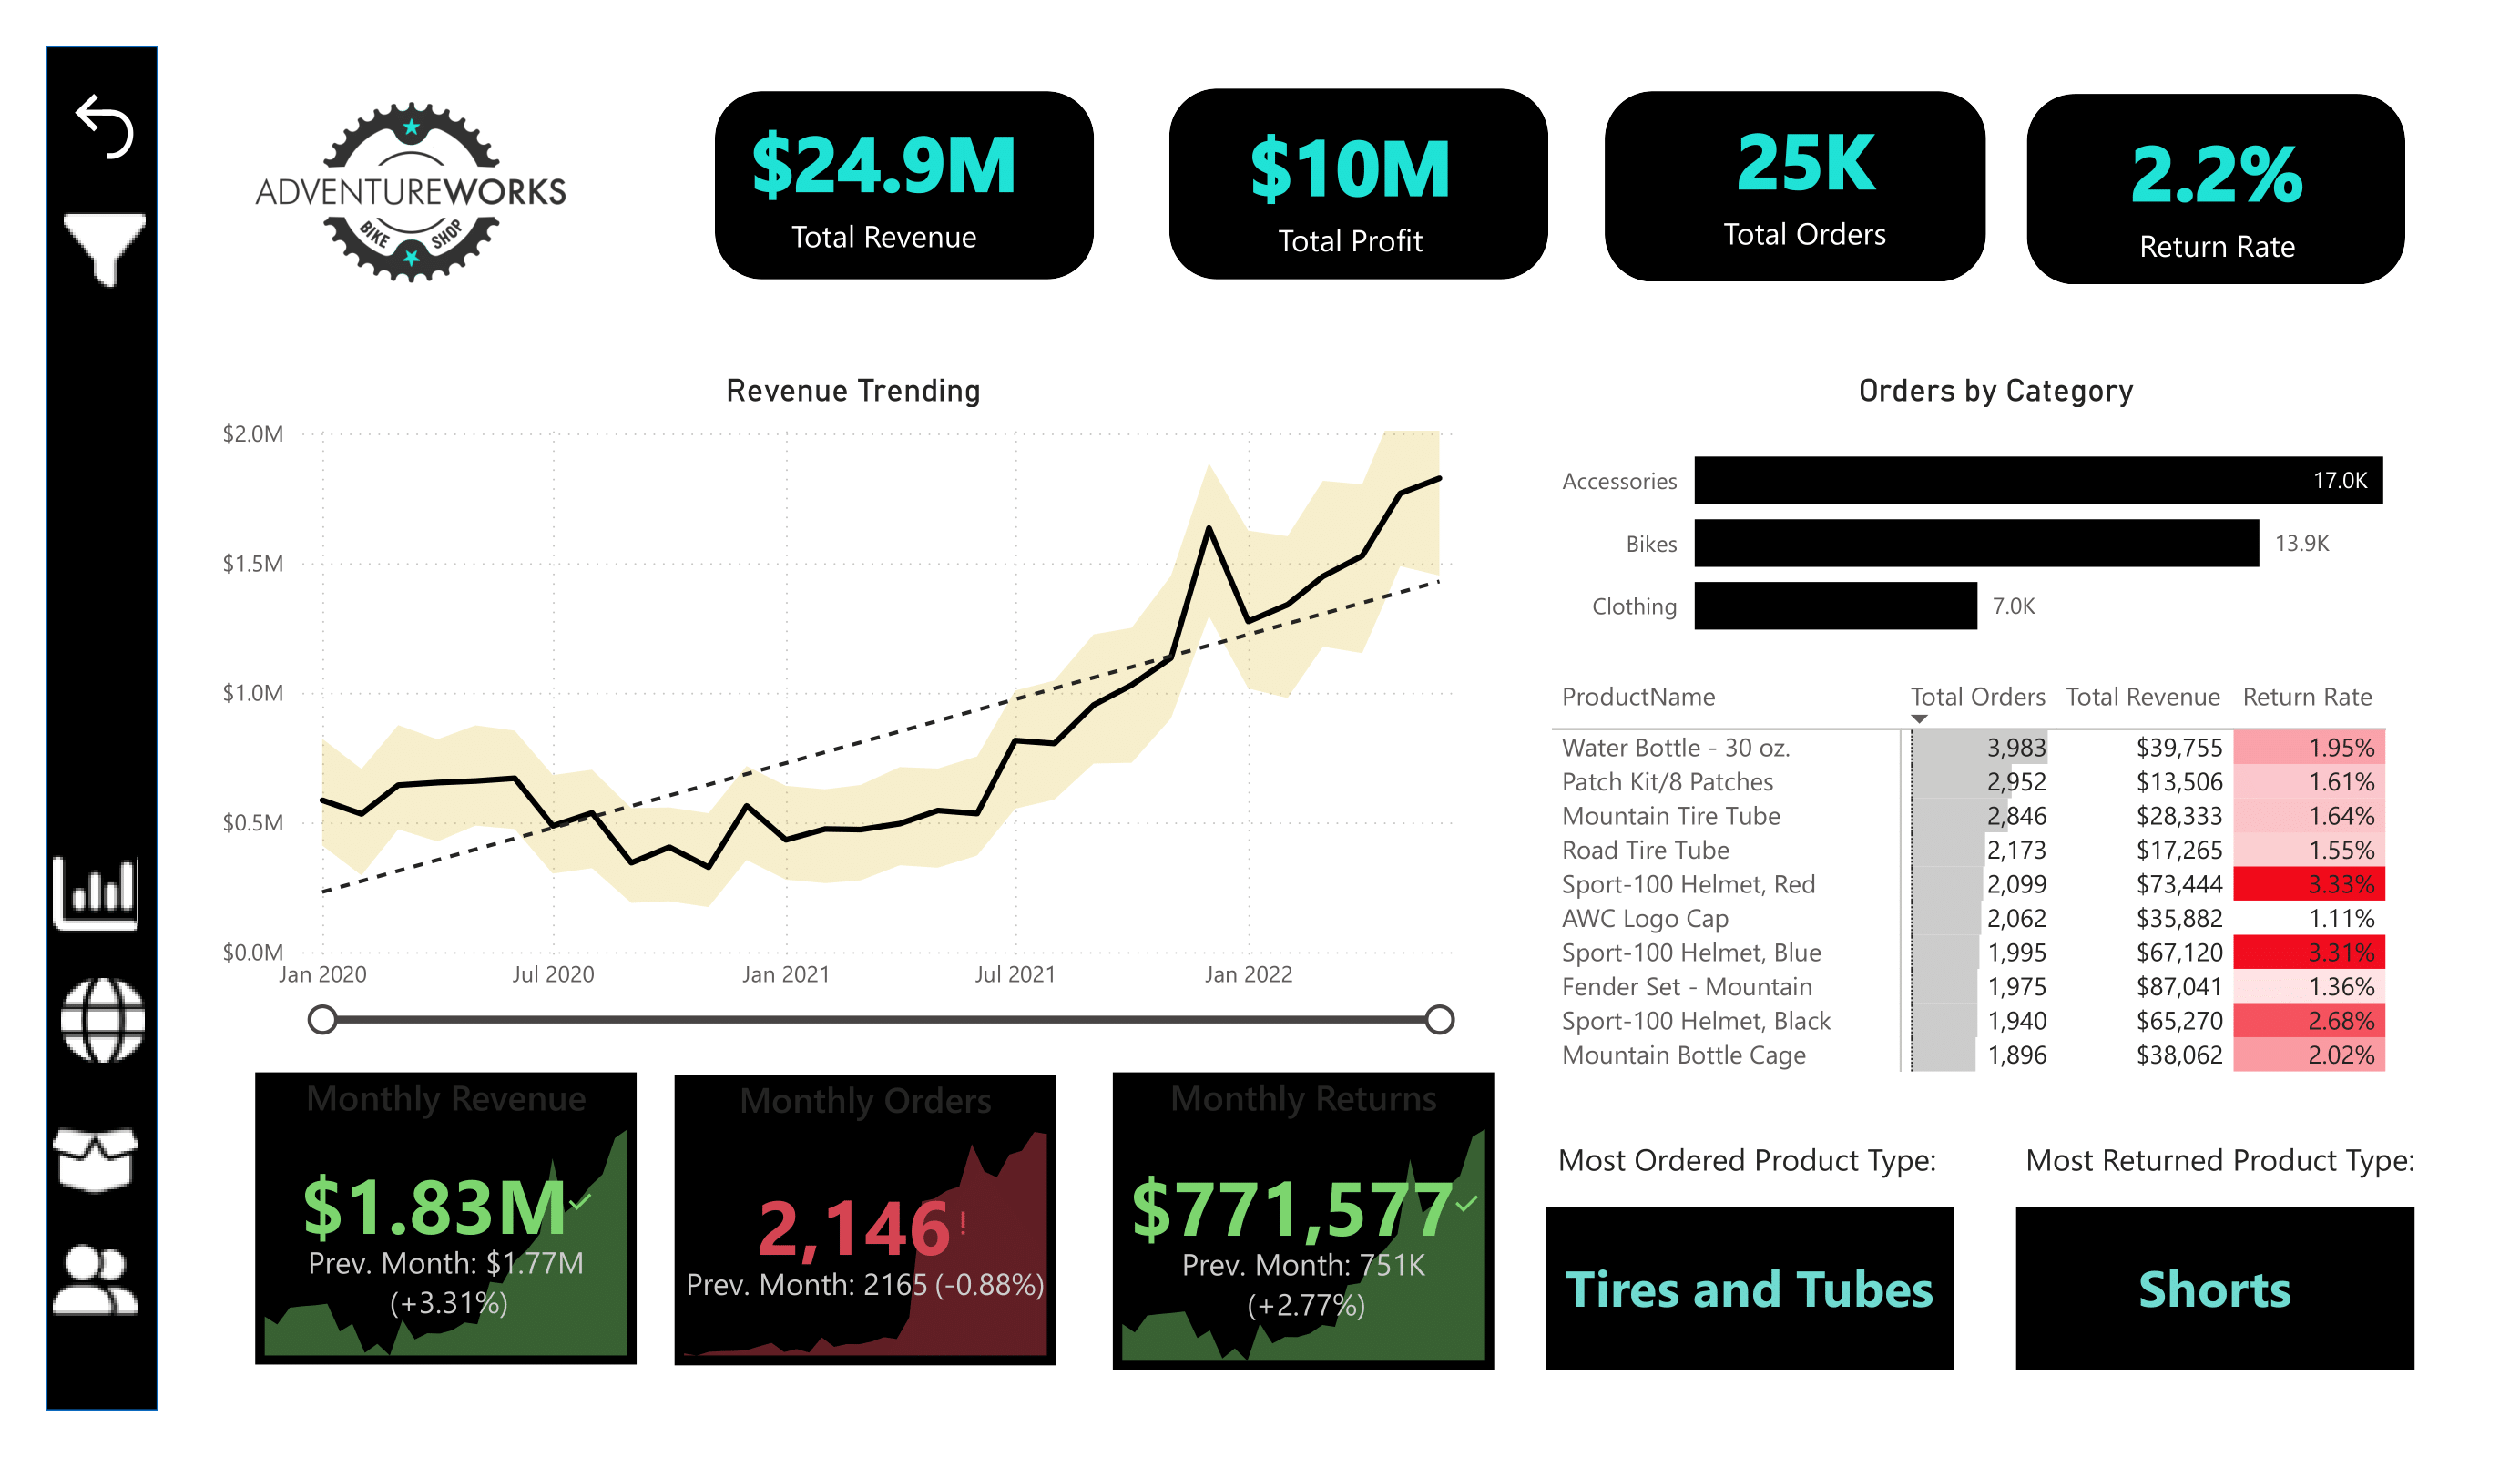 ADVENTUREWORKS
BIKE SHOP
$24.9M
Total Revenue
$10M
Total Profit
25K
Total Orders
2.2%
Return Rate
Revenue Trending
$2.0M
$1.5M
$1.0M
$0.5M
$0.0M
Jan 2020 Jul 2020 Jan 2021 Jul 2021 Jan 2022
Orders by Category
Accessories 17.0K
Bikes 13.9K
Clothing 7.0K
ProductName Total Orders Total Revenue Return Rate
Water Bottle - 30 oz. 3,983 $39,755 1.95%
Patch Kit/8 Patches 2,952 $13,506 1.61%
Mountain Tire Tube 2,846 $28,333 1.64%
Road Tire Tube 2,173 $17,265 1.55%
Sport-100 Helmet, Red 2,099 $73,444 3.33%
AWC Logo Cap 2,062 $35,882 1.11%
Sport-100 Helmet, Blue 1,995 $67,120 3.31%
Fender Set - Mountain 1,975 $87,041 1.36%
Sport-100 Helmet, Black 1,940 $65,270 2.68%
Mountain Bottle Cage 1,896 $38,062 2.02%
Monthly Revenue
$1.83M
Prev. Month: $1.77M
(+3.31%)
Monthly Orders
2,146!
Prev. Month: 2165 (-0.88%)
Monthly Returns
$771,577
Prev. Month: 751K
(+2.77%)
Most Ordered Product Type:
Tires and Tubes
Most Returned Product Type:
Shorts